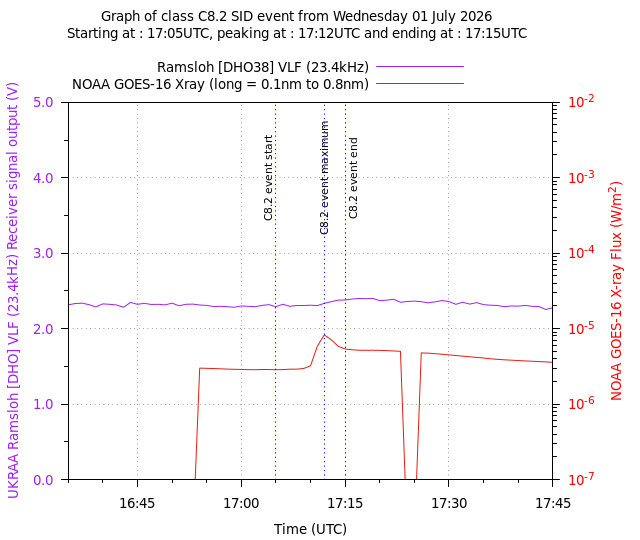 Graph of class C8.2 SID event from Wednesday 01 July 2026
Starting at : 17:05UTC, peaking at : 17:12UTC and ending at : 17:15UTC
Ramsloh [DHO38] VLF (23.4kHz)
NOAA GOES-16 Xray (long = 0.1nm to 0.8nm)
UKRAA Ramsloh [DHO] VLF (23.4kHz) Receiver signal output (V)
5.0
4.0
3.0
2.0
1.0
0.0
C8.2 event start
C8.2 event maximum
C8.2 event end
10⁻²
10⁻³
10⁻⁴
10⁻⁵
10⁻⁶
10⁻⁷
NOAA GOES-16 X-ray Flux (W/m²)
16:45 17:00 17:15 17:30 17:45
Time (UTC)